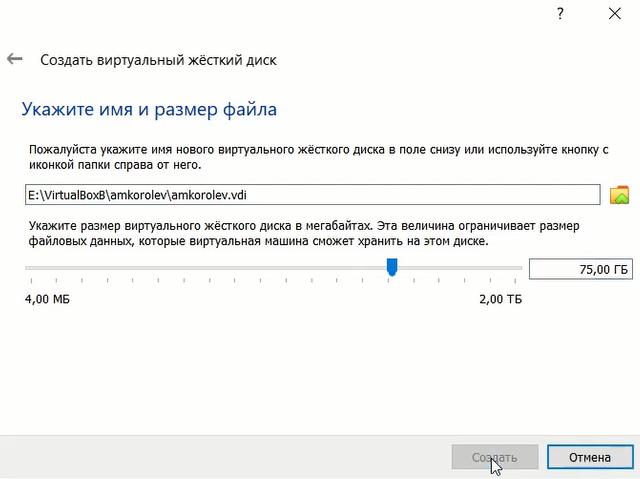 ?
Создать виртуальный жёсткий диск
Укажите имя и размер файла
Пожалуйста укажите имя нового виртуального жёсткого диска в поле снизу или используйте кнопку с
иконкой папки справа от него.
E:\VirtualBoxB\amkorolev\amkorolev.vdi
Укажите размер виртуального жёсткого диска в мегабайтах. Эта величина ограничивает размер
файловых данных, которые виртуальная машина сможет хранить на этом диске.
75,00 ГБ
4,00 МБ
2,00 ТБ
Создать
Отмена